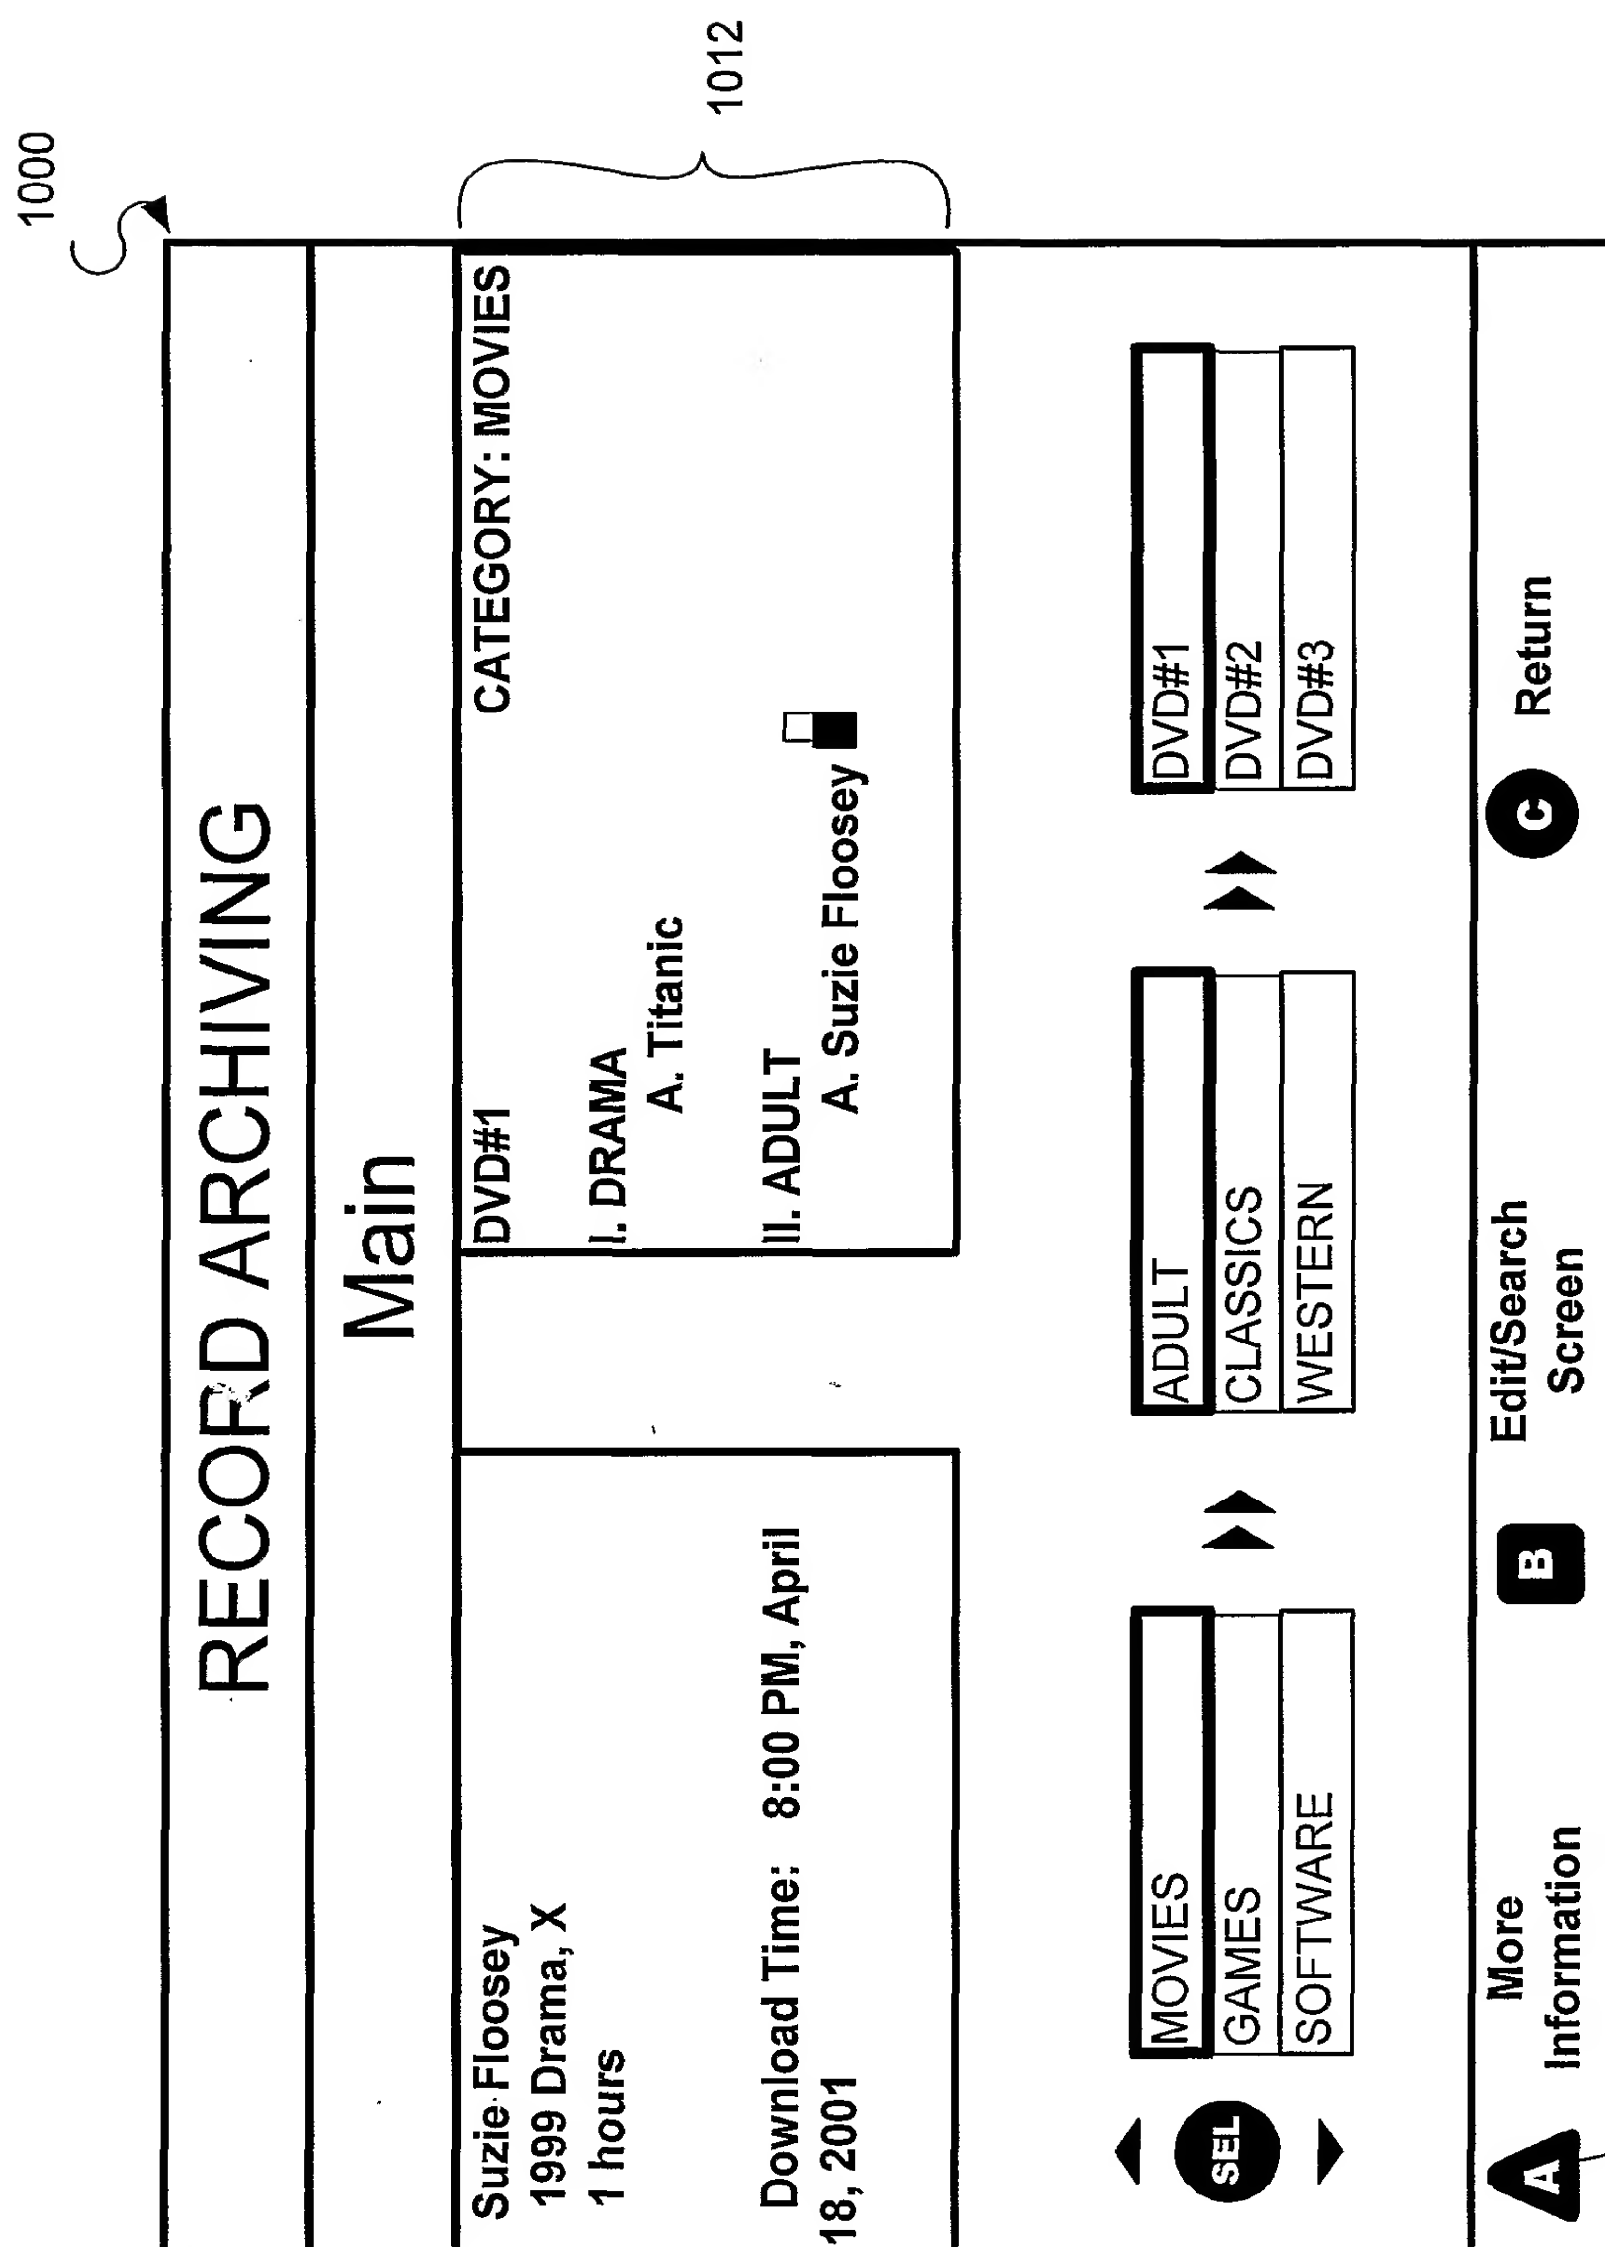 1000
RECORD ARCHIVING
Main
Suzie Floosey
1999 Drama, X
1 hours
Download Time: 8:00 PM, April
18, 2001
DVD#1 CATEGORY: MOVIES
I. DRAMA
A. Titanic
II. ADULT
A. Suzie Floosey
1012
SEL
MOVIES
GAMES
SOFTWARE
ADULT
CLASSICS
WESTERN
DVD#1
DVD#2
DVD#3
A
More
Information
B
Edit/Search
Screen
C
Return